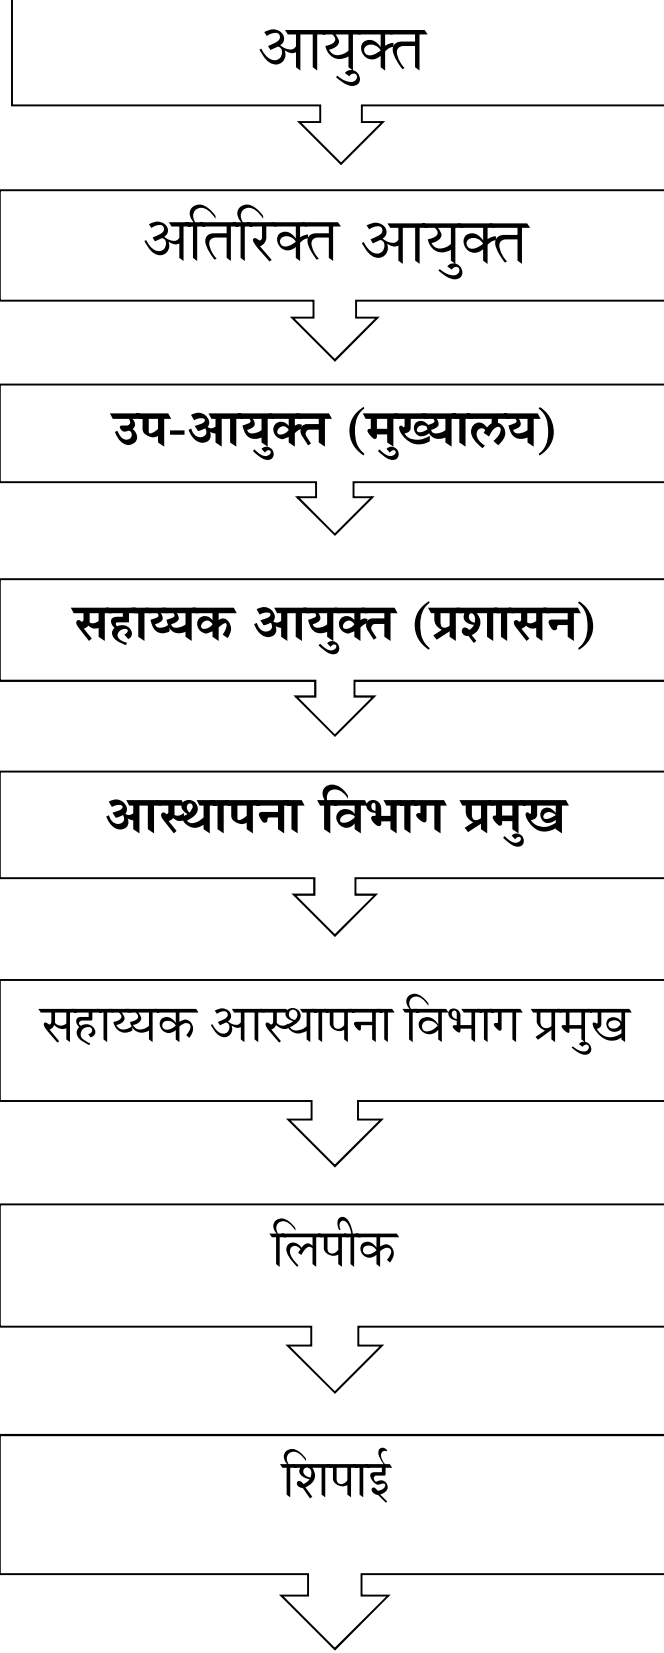 आयुक्त
अतिरिक्त आयुक्त
उप-आयुक्त (मुख्यालय)
सहाय्यक आयुक्त (प्रशासन)
आस्थापना विभाग प्रमुख
सहाय्यक आस्थापना विभाग प्रमुख
लिपीक
शिपाई